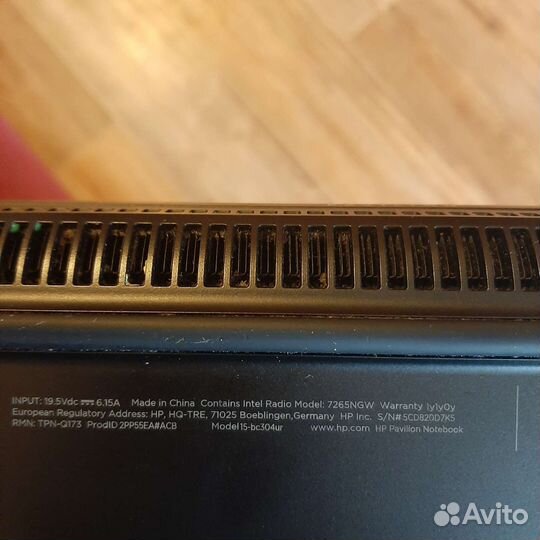 INPUT: 19.5Vdc ⎓ 6.15A Made in China Contains Intel Radio Model: 7265NGW Warranty 1y1y0y
European Regulatory Address: HP, HQ-TRE, 71025 Boeblingen,Germany HP Inc. S/N# 5CD820D7K5
RMN: TPN-Q173 ProdID 2PP55EA#ACB Model 15-bc304ur www.hp.com HP Pavilion Notebook
Avito